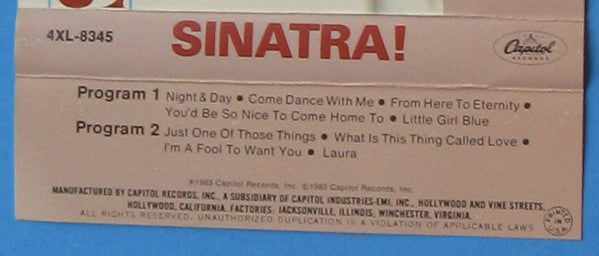 4XL-8345
SINATRA!
Capitol
RECORDS
Program 1 Night & Day • Come Dance With Me • From Here To Eternity •
You'd Be So Nice To Come Home To • Little Girl Blue
Program 2 Just One Of Those Things • What Is This Thing Called Love •
I'm A Fool To Want You • Laura
℗1983 Capitol Records, Inc. ©1983 Capitol Records, Inc.
MANUFACTURED BY CAPITOL RECORDS, INC., A SUBSIDIARY OF CAPITOL INDUSTRIES-EMI, INC., HOLLYWOOD AND VINE STREETS,
HOLLYWOOD, CALIFORNIA. FACTORIES: JACKSONVILLE, ILLINOIS; WINCHESTER, VIRGINIA.
ALL RIGHTS RESERVED. UNAUTHORIZED DUPLICATION IS A VIOLATION OF APPLICABLE LAWS
PRINTED
IN
U.S.A.